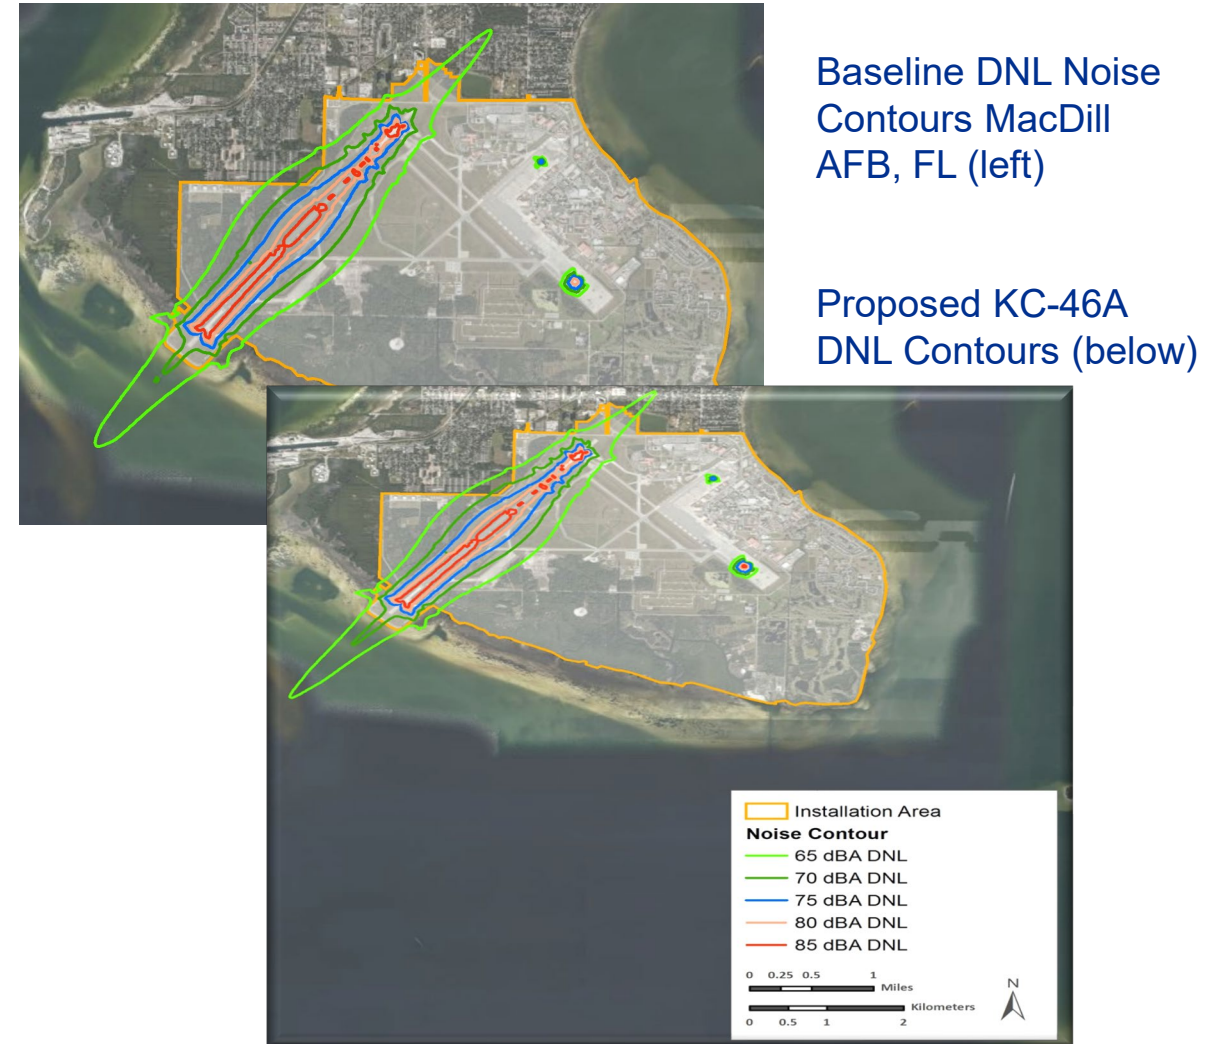 Baseline DNL Noise
Contours MacDill
AFB, FL (left)
Proposed KC-46A
DNL Contours (below)
Installation Area
Noise Contour
65 dBA DNL
70 dBA DNL
75 dBA DNL
80 dBA DNL
85 dBA DNL
0 0.25 0.5 1
Miles
N
Kilometers
0 0.5 1 2